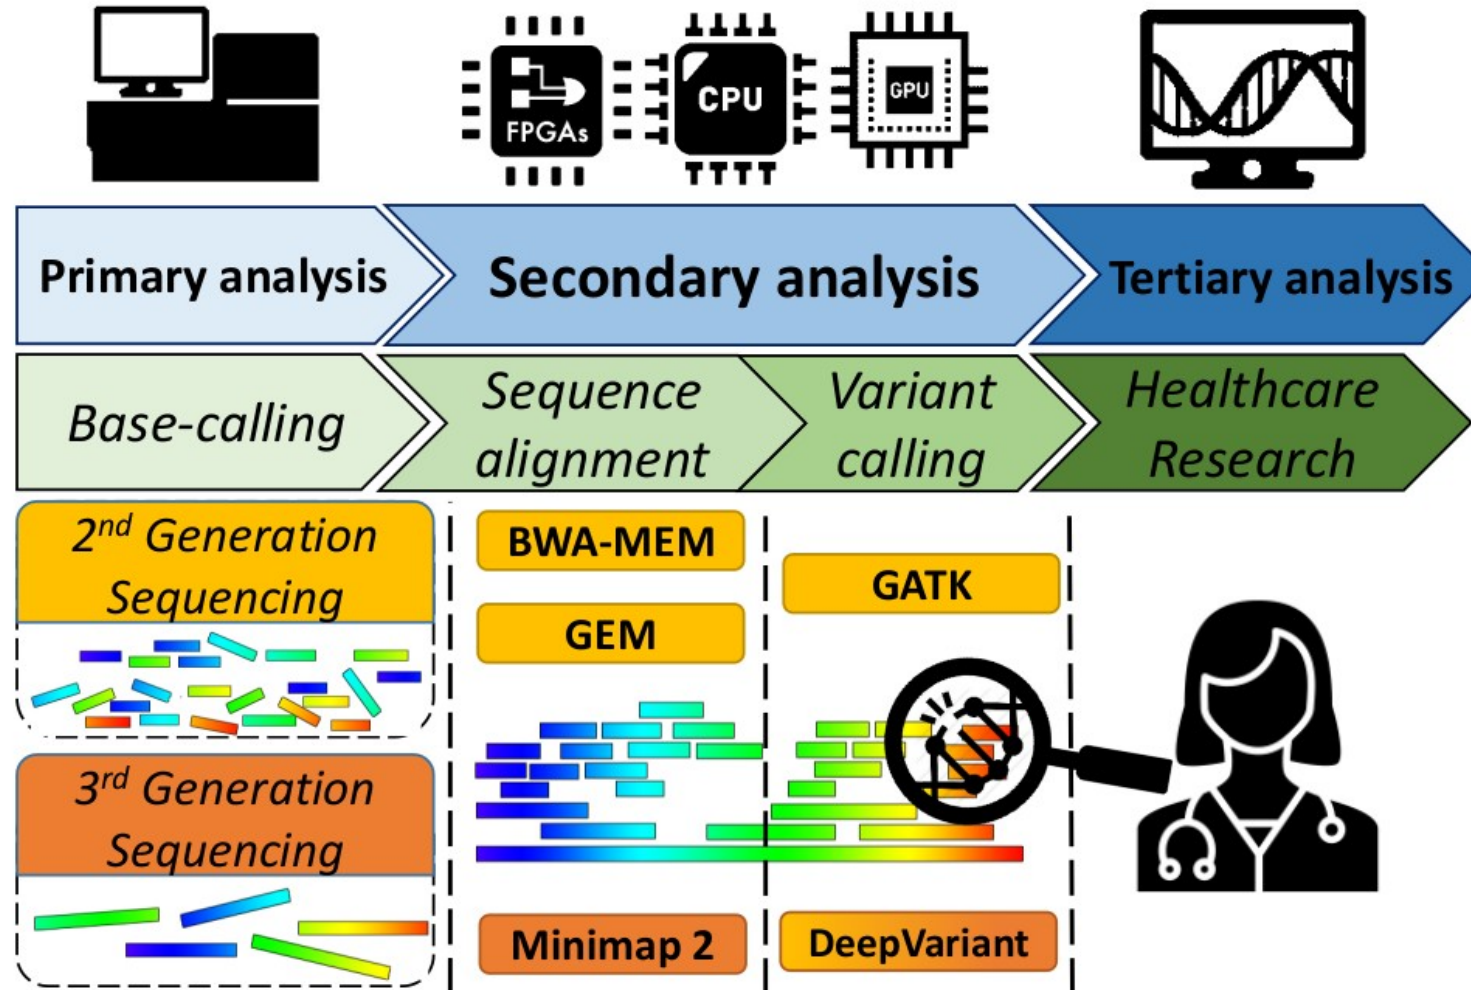 FPGAs
CPU
GPU
Primary analysis
Secondary analysis
Tertiary analysis
Base-calling
Sequence
alignment
Variant
calling
Healthcare
Research
2nd Generation
Sequencing
BWA-MEM
GEM
GATK
3rd Generation
Sequencing
Minimap 2
DeepVariant